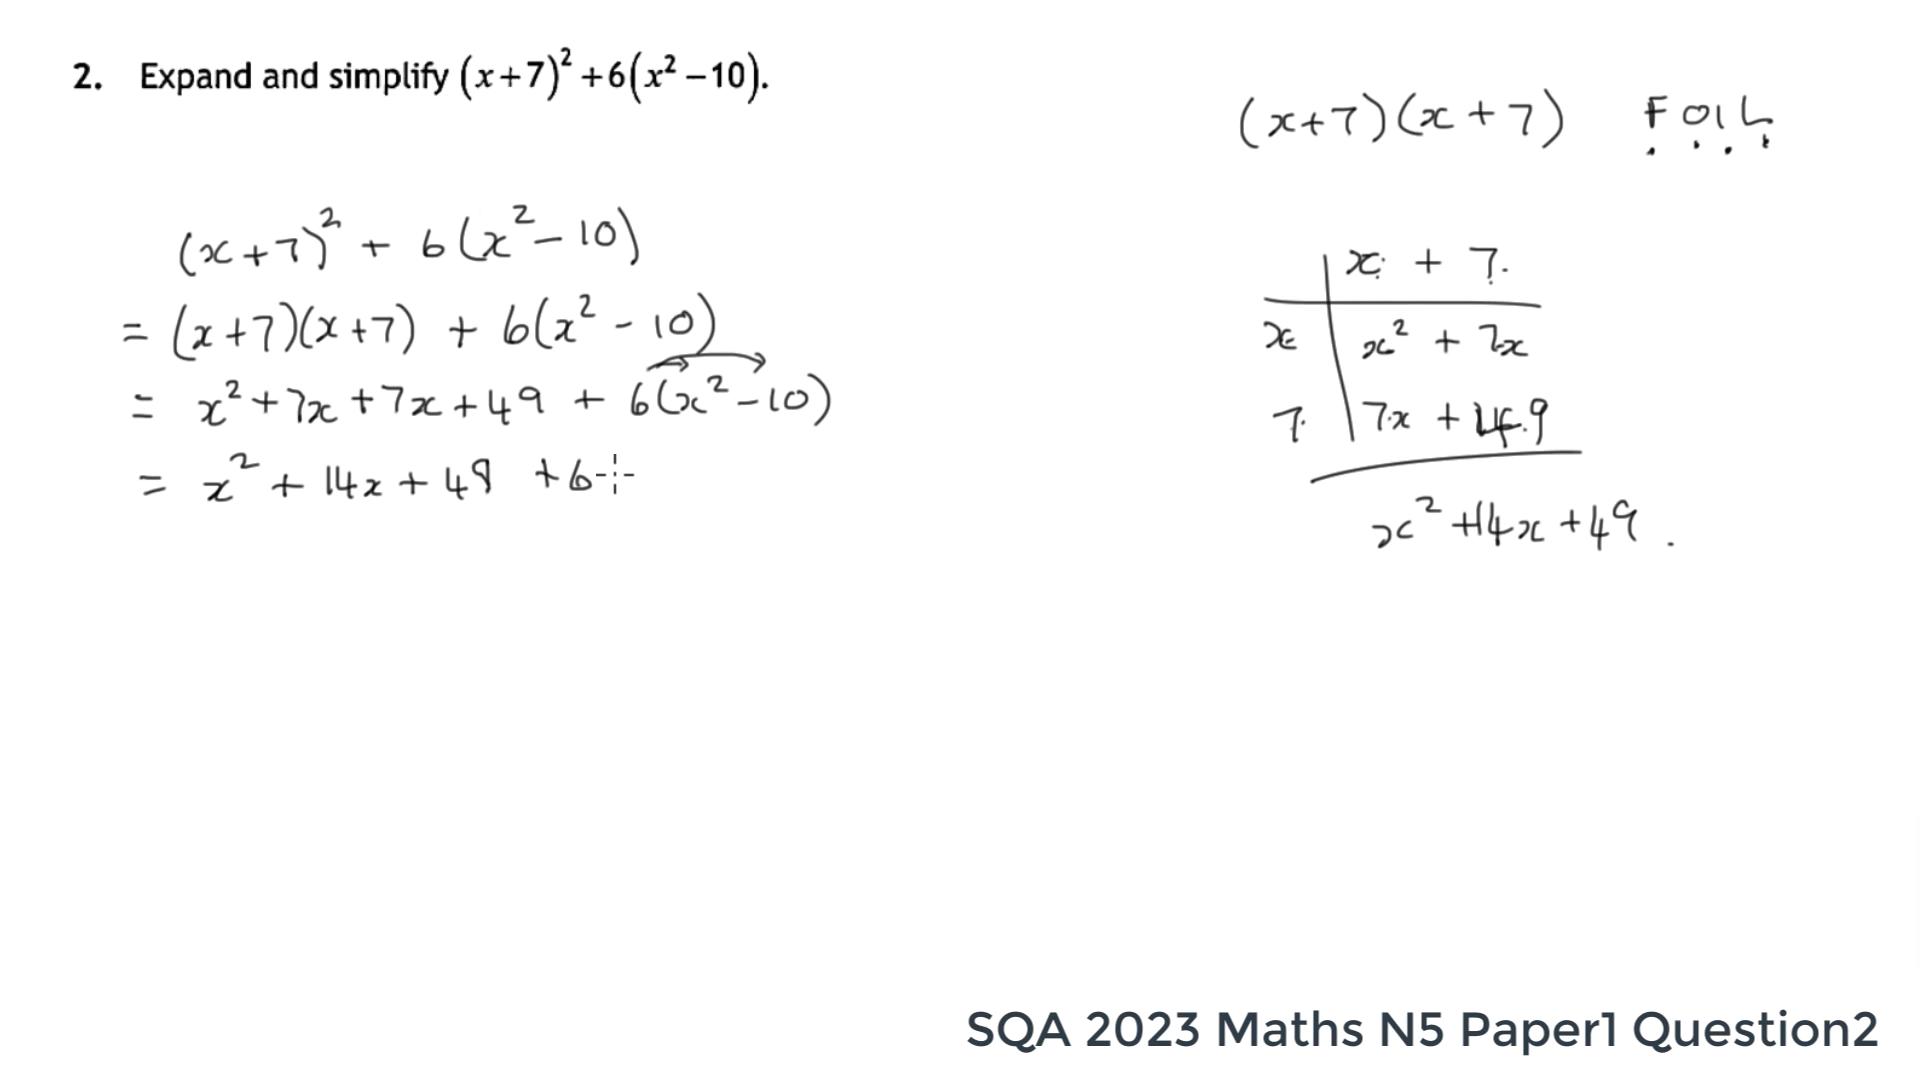 2. Expand and simplify (x+7)² +6(x² −10).
(x+7)² + 6(x² − 10)
= (x+7)(x+7) + 6(x² - 10)
= x² + 7x + 7x + 49 + 6(x² − 10)
= x² + 14x + 49 + 6
(x+7)(x+7) FOIL
x + 7
x x² + 7x
7 7x + 49
x² + 14x + 49.
SQA 2023 Maths N5 Paper1 Question2